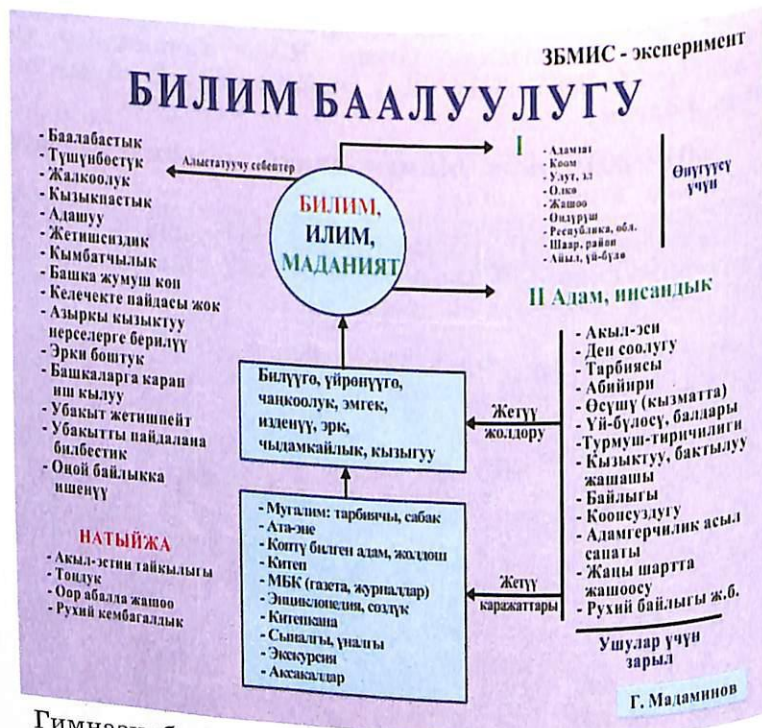 ЗБМИС - эксперимент
БИЛИМ БААЛУУЛУГУ
- Баалабастык
- Түшүнбөстүк
- Жалкоолук
- Кызыкпастык
- Адашуу
- Жетишсиздик
- Кымбатчылык
- Башка жумуш көп
- Келечекте пайдасы жок
- Азыркы кызыктуу
нерселерге берилүү
- Эрки боштук
- Башкаларга карап
иш кылуу
- Убакыт жетишпейт
- Убакытты пайдалана
билбестик
- Оңой байлыкка
ишенүү
НАТЫЙЖА
- Акыл-эстин тайкылыгы
- Тоңдук
- Оор абалда жашоо
- Рухий кембагалдык
Алыстатуучу себептер
БИЛИМ,
ИЛИМ,
МАДАНИЯТ
I
- Адамзат
- Коом
- Улут, эл
- Өлкө
- Жашоо
- Өндүрүш
- Республика, обл.
- Шаар, район
- Айыл, үй-бүлө
Өнүгүүсү
үчүн
II Адам, инсандык
- Акыл-эси
- Ден соолугу
- Тарбиясы
- Абийири
- Өсүшү (кызматта)
- Үй-бүлөсү, балдары
- Турмуш-тиричилиги
- Кызыктуу, бактылуу
жашашы
- Байлыгы
- Коопсуздугу
- Адамгерчилик асыл
сапаты
- Жаңы шартта
жашоосу
- Рухий байлыгы ж.б.
Ушулар үчүн
зарыл
Билүүгө, үйрөнүүгө,
чаңкоолук, эмгек,
изденүү, эрк,
чыдамкайлык, кызыгуу
Жетүү
жолдору
- Мугалим: тарбиячы, сабак
- Ата-эне
- Көптү билген адам, жолдош
- Китеп
- МБК (газета, журналдар)
- Энциклопедия, сөздүк
- Китепкана
- Сыналгы, үналгы
- Экскурсия
- Аксакалдар
Жетүү
каражаттары
Г. Мадаминов